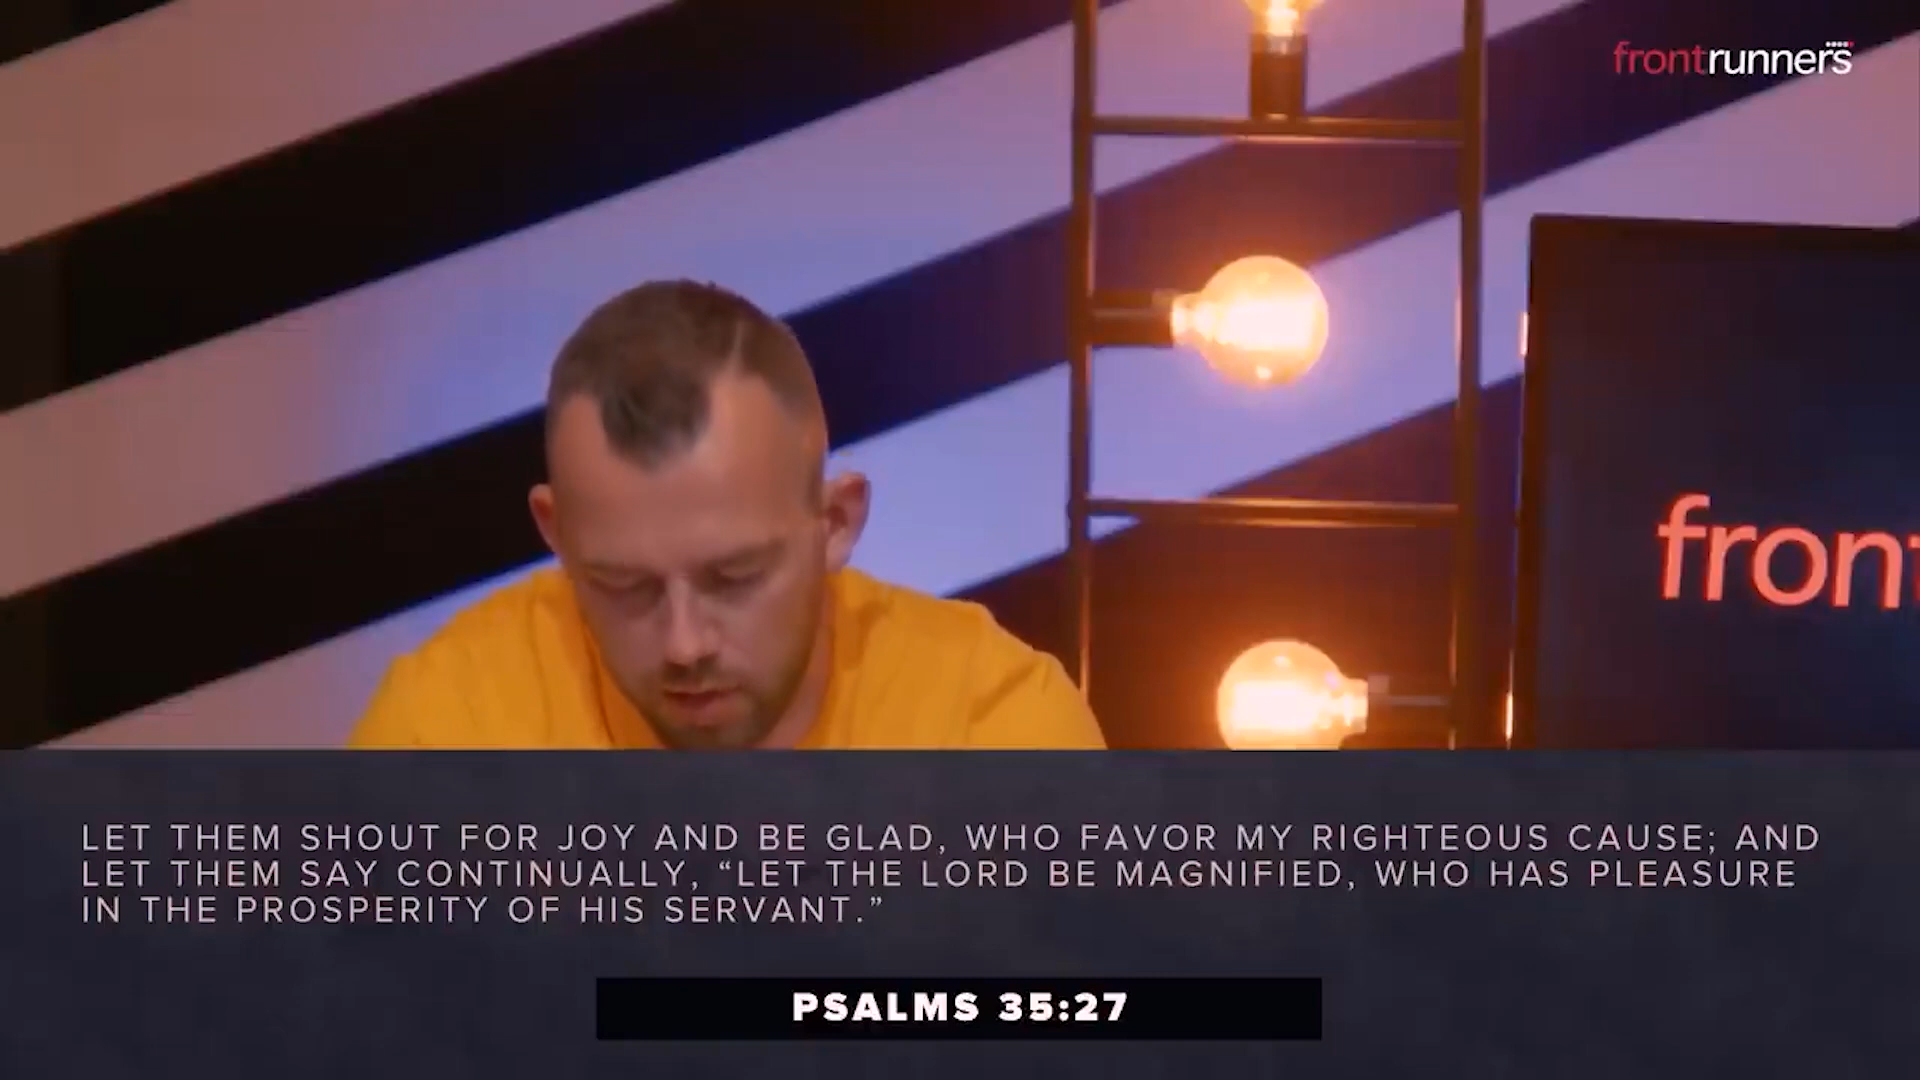 frontrunners
front
LET THEM SHOUT FOR JOY AND BE GLAD, WHO FAVOR MY RIGHTEOUS CAUSE; AND
LET THEM SAY CONTINUALLY, “LET THE LORD BE MAGNIFIED, WHO HAS PLEASURE
IN THE PROSPERITY OF HIS SERVANT.”
PSALMS 35:27